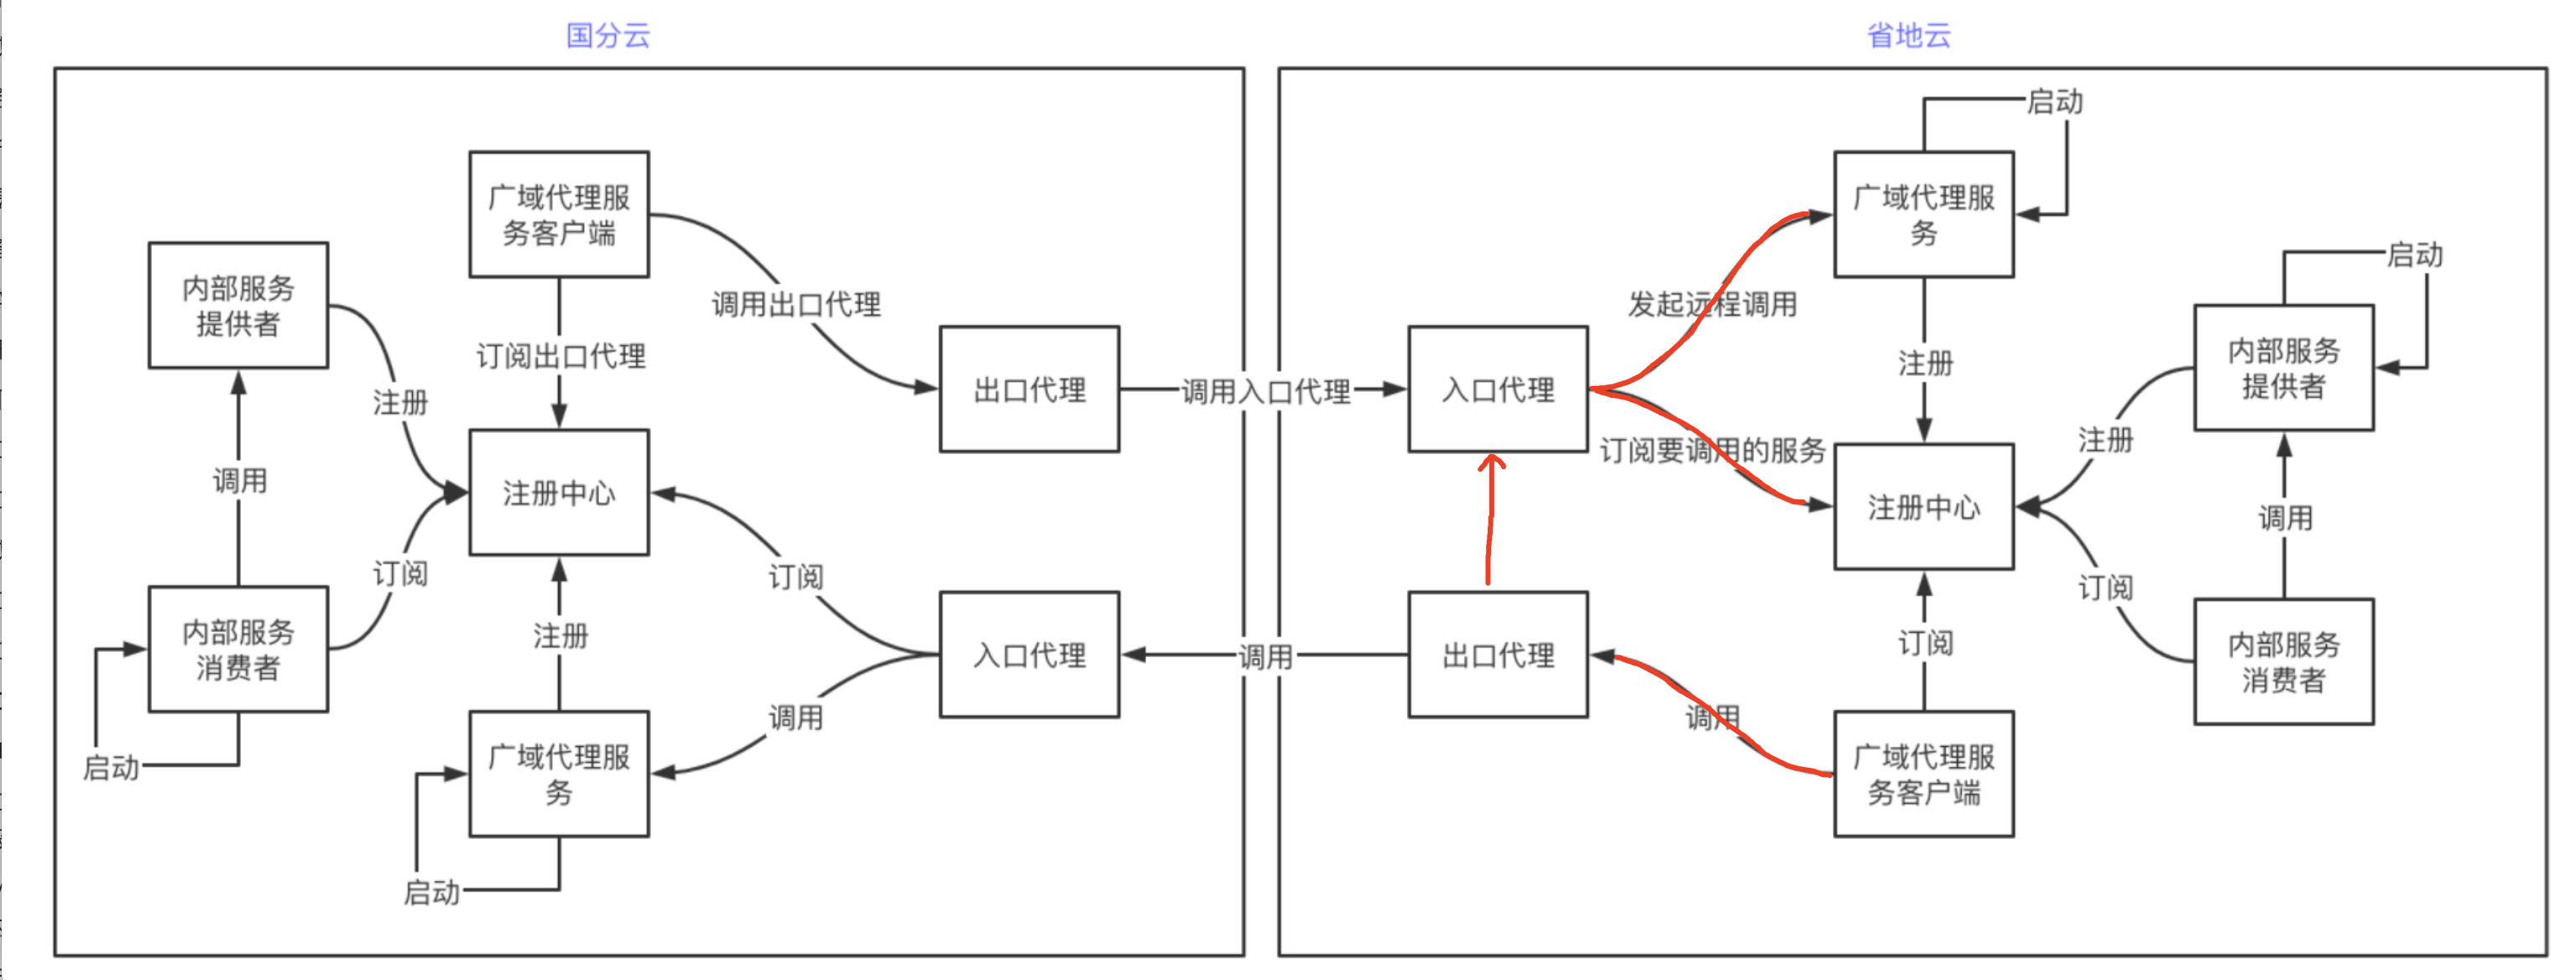 国分云
省地云
启动
广域代理服
务客户端
广域代理服
务
启动
内部服务
提供者
调用出口代理
发起远程调用
内部服务
提供者
订阅出口代理
注册
注册
出口代理
调用入口代理
入口代理
注册
订阅要调用的服务
调用
注册中心
注册中心
调用
订阅
订阅
订阅
内部服务
消费者
注册
入口代理
调用
出口代理
订阅
内部服务
消费者
启动
广域代理服
务
调用
调用
广域代理服
务客户端
启动